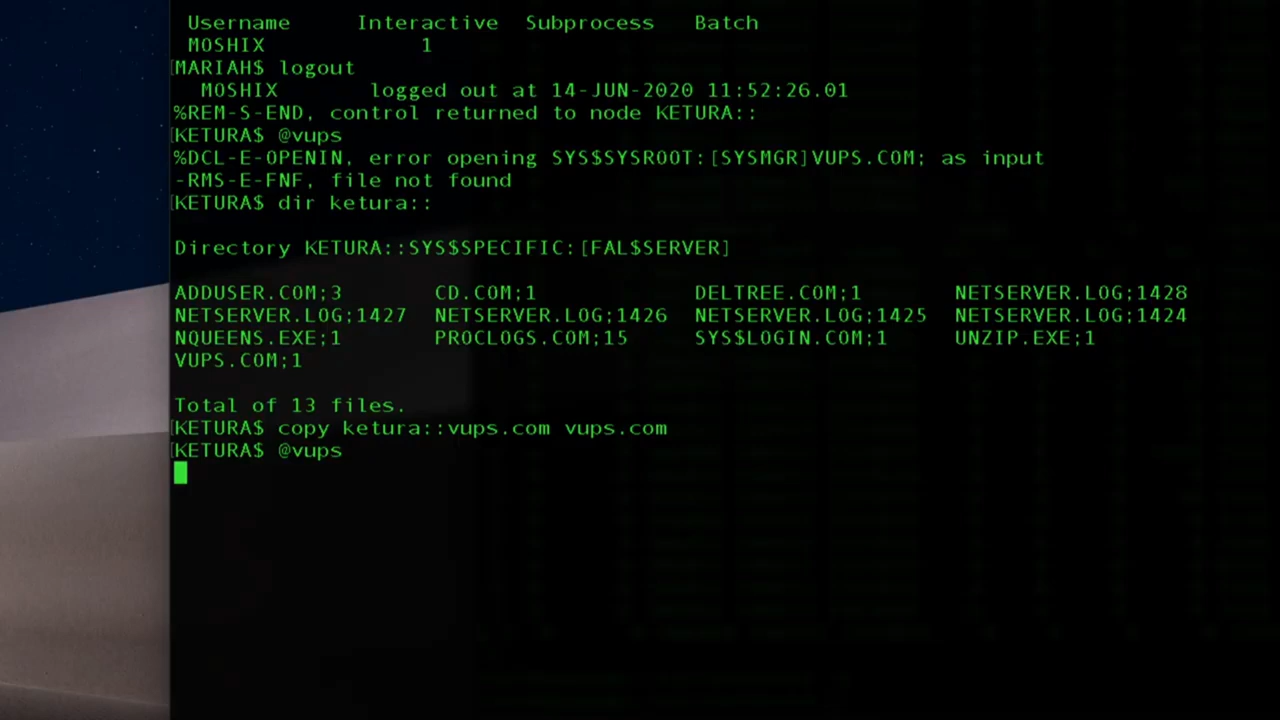 Username Interactive Subprocess Batch
MOSHIX 1
[MARIAH$ logout
MOSHIX logged out at 14-JUN-2020 11:52:26.01
%REM-S-END, control returned to node KETURA::
[KETURA$ @vups
%DCL-E-OPENIN, error opening SYS$SYSROOT:[SYSMGR]VUPS.COM; as input
-RMS-E-FNF, file not found
[KETURA$ dir ketura::
Directory KETURA::SYS$SPECIFIC:[FAL$SERVER]
ADDUSER.COM;3 CD.COM;1 DELTREE.COM;1 NETSERVER.LOG;1428
NETSERVER.LOG;1427 NETSERVER.LOG;1426 NETSERVER.LOG;1425 NETSERVER.LOG;1424
NQUEENS.EXE;1 PROCLOGS.COM;15 SYS$LOGIN.COM;1 UNZIP.EXE;1
VUPS.COM;1
Total of 13 files.
[KETURA$ copy ketura::vups.com vups.com
[KETURA$ @vups